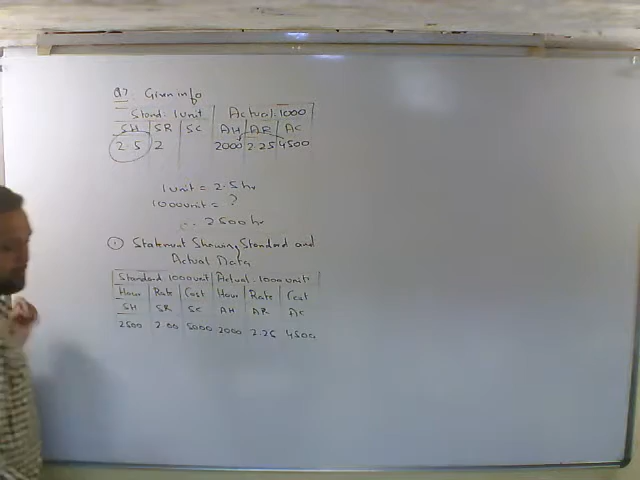 Q7. Given info
Stand: 1 unit | Actual: 1000
SH | SR | SC | AH | AR | AC
2.5 | 2 | | 2000 | 2.25 | 4500
1 unit = 2.5 hr
1000 unit = ?
∴ 2500 hr
① Statement Showing Standard and
Actual Data
Standard 1000 unit | Actual: 1000 unit
Hour | Rate | Cost | Hour | Rate | Cost
SH | SR | SC | AH | AR | AC
2500 | 2.00 | 5000 | 2000 | 2.25 | 4500